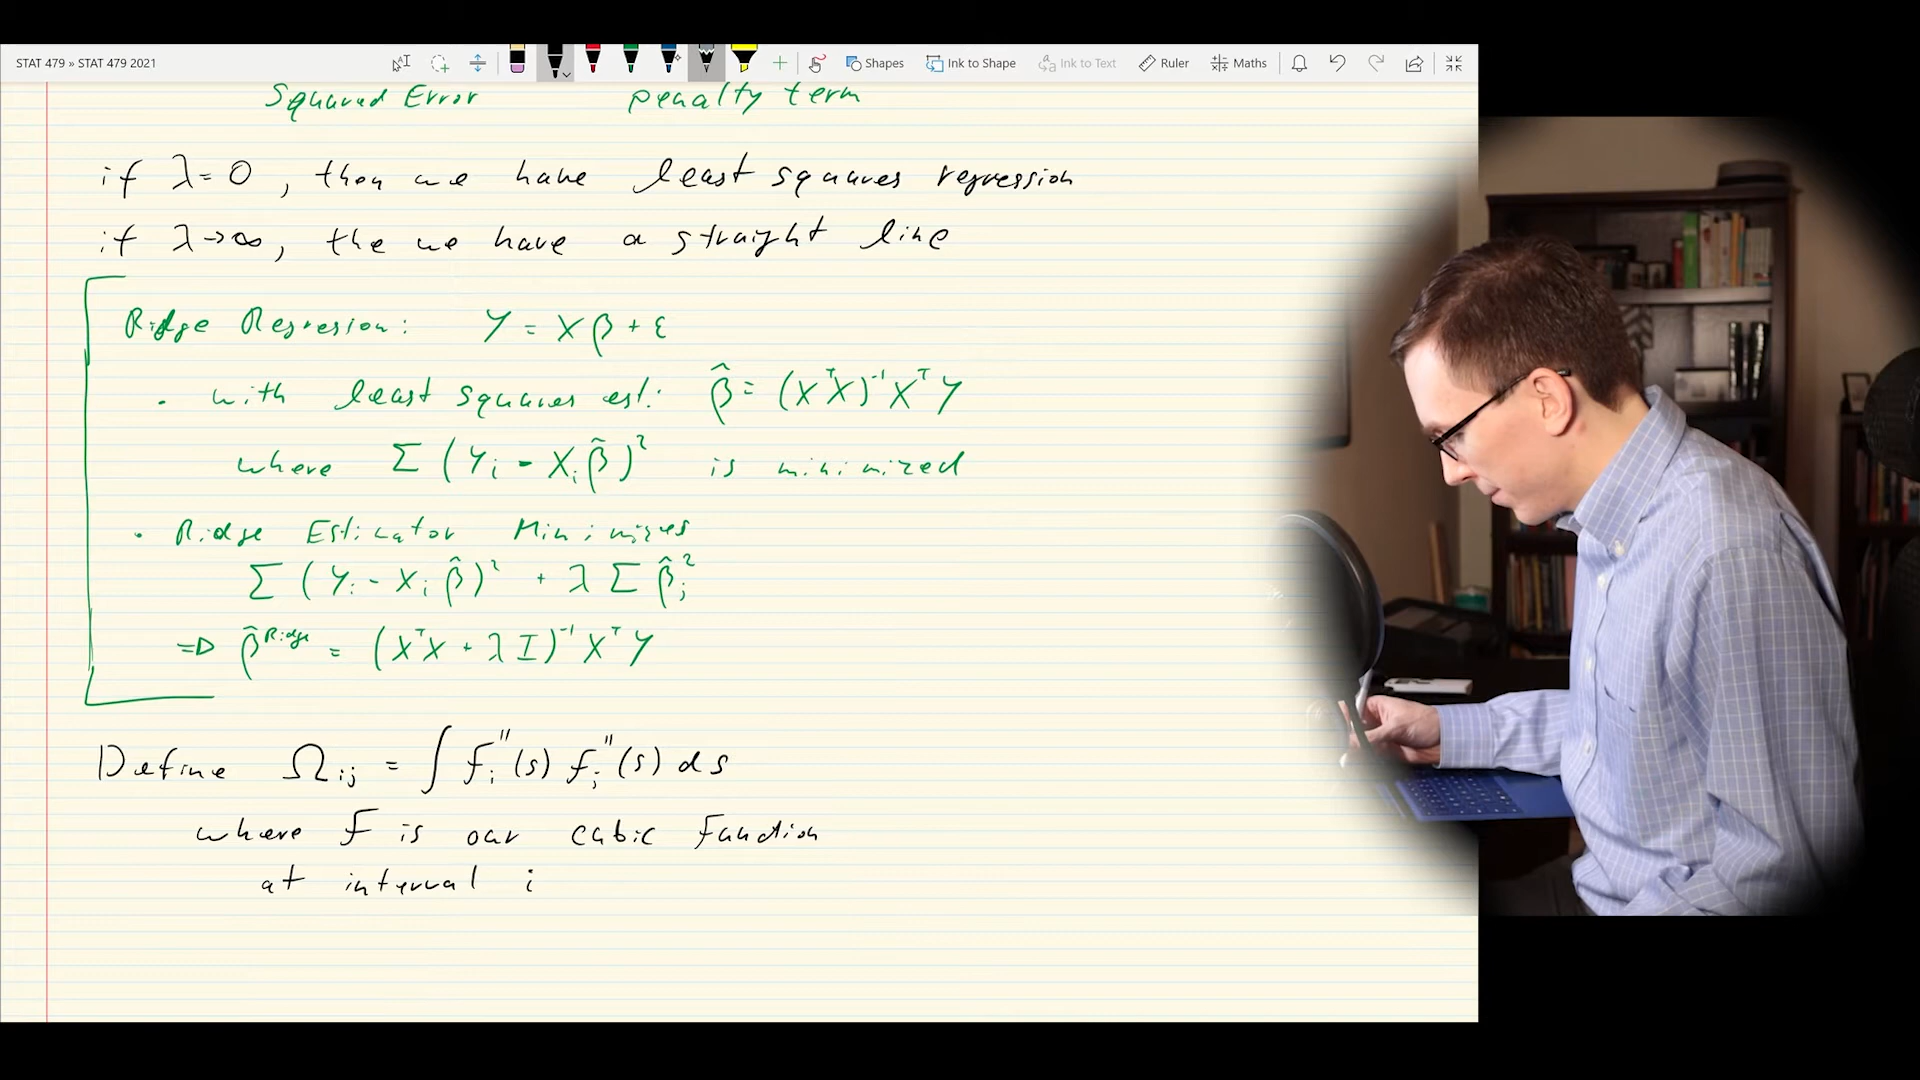 STAT 479 » STAT 479 2021
Shapes Ink to Shape Ink to Text Ruler Maths
Squared Error penalty term
if λ=0, then we have least squares regression
if λ→∞, the we have a straight line
Ridge Regresion: Y = Xβ + ε
· with least squares est: β̂ = (XᵀX)⁻¹XᵀY
where Σ (Yᵢ - Xᵢβ̂)² is minimized
· Ridge Estimator Minimizes
Σ (Yᵢ - Xᵢβ̂)² + λ Σ β̂ⱼ²
⇒ β̂ᴿⁱᵈᵍᵉ = (XᵀX + λI)⁻¹XᵀY
Define Ωᵢⱼ = ∫ fᵢ″(s) fⱼ″(s) ds
where f is our cubic function
at interval i